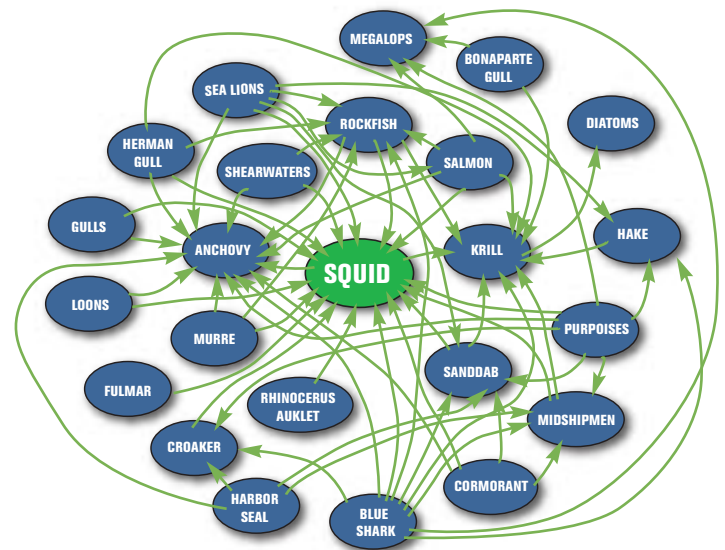 MEGALOPS
BONAPARTE
GULL
SEA LIONS
ROCKFISH
DIATOMS
HERMAN
GULL
SHEARWATERS
SALMON
GULLS
ANCHOVY
SQUID
KRILL
HAKE
LOONS
MURRE
PURPOISES
FULMAR
RHINOCERUS
AUKLET
SANDDAB
CROAKER
MIDSHIPMEN
HARBOR
SEAL
BLUE
SHARK
CORMORANT